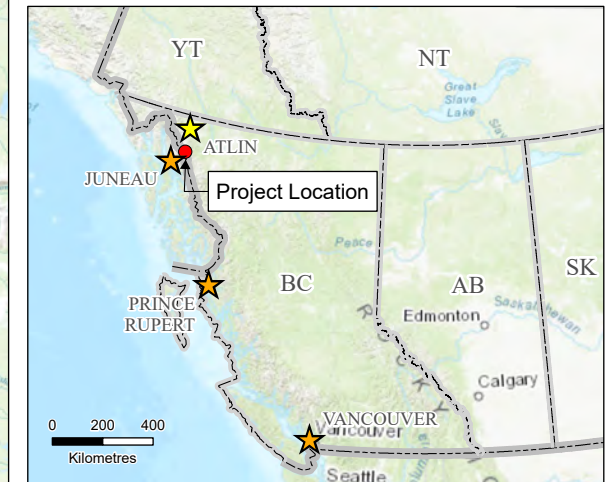 YT
NT
Great
Slave
Lake
Slav
ATLIN
JUNEAU
Project Location
Peace
BC
AB
SK
PRINCE
RUPERT
Edmonton
Saskatchewan
R O C K Y
Calgary
0 200 400
Kilometres
VANCOUVER
Vancouver
Seattle